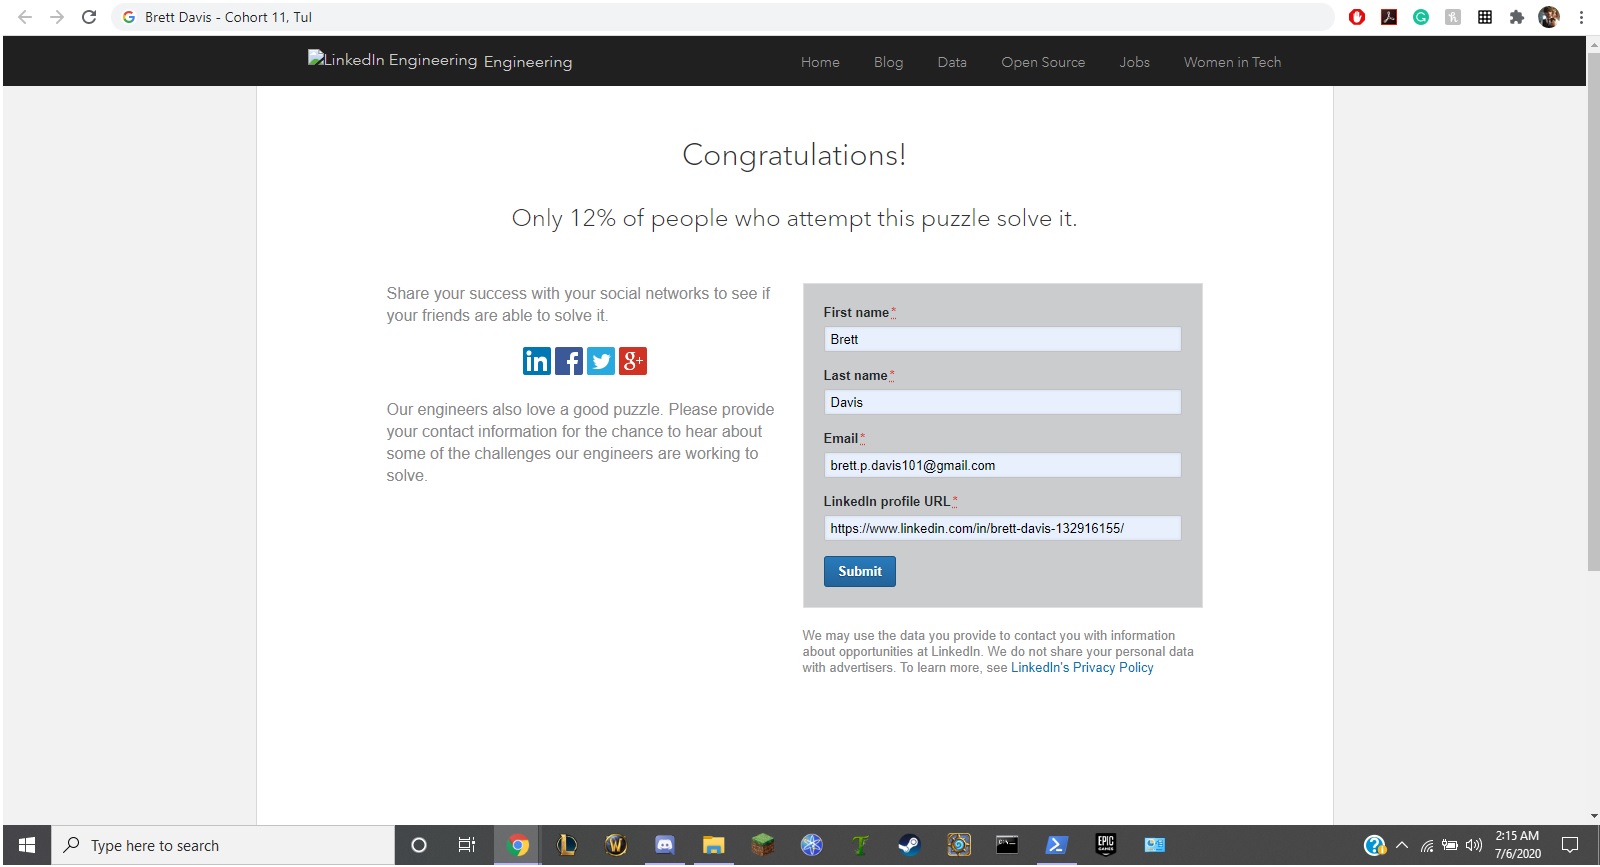 Brett Davis - Cohort 11, Tul
LinkedIn Engineering Engineering
Home Blog Data Open Source Jobs Women in Tech
Congratulations!
Only 12% of people who attempt this puzzle solve it.
Share your success with your social networks to see if
your friends are able to solve it.
in f g+
Our engineers also love a good puzzle. Please provide
your contact information for the chance to hear about
some of the challenges our engineers are working to
solve.
First name*
Brett
Last name*
Davis
Email*
brett.p.davis101@gmail.com
LinkedIn profile URL*
https://www.linkedin.com/in/brett-davis-132916155/
Submit
We may use the data you provide to contact you with information
about opportunities at LinkedIn. We do not share your personal data
with advertisers. To learn more, see LinkedIn's Privacy Policy
Type here to search
EPIC
GAMES
2:15 AM
7/6/2020